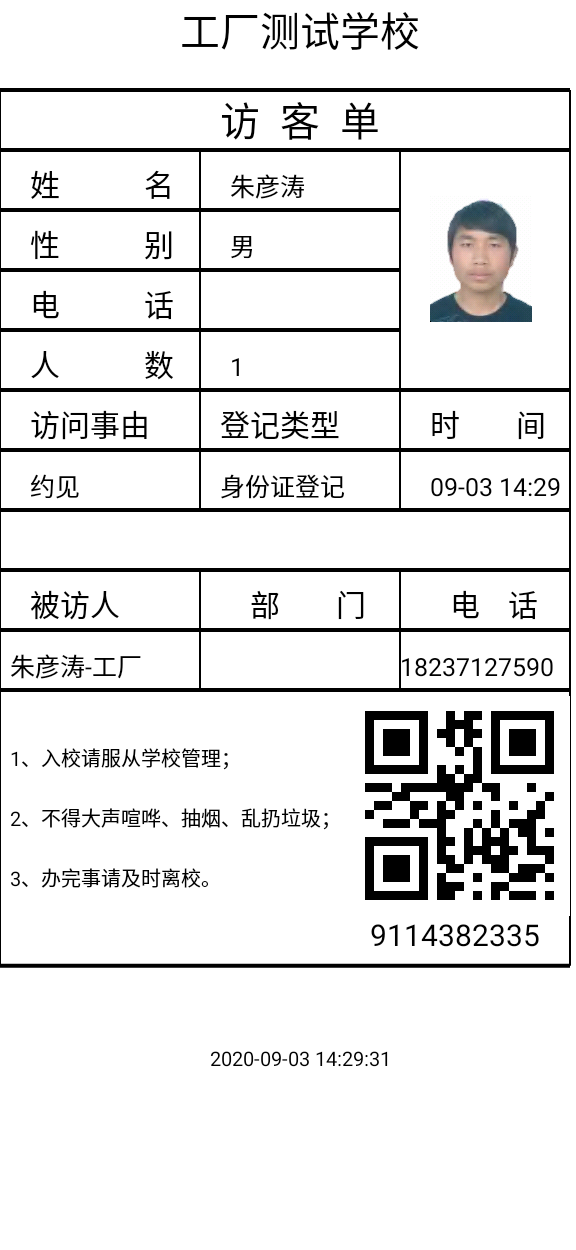 工厂测试学校
访 客 单
姓 名 朱彦涛
性 别 男
电 话
人 数 1
访问事由 登记类型 时 间
约见 身份证登记 09-03 14:29
被访人 部 门 电 话
朱彦涛-工厂 18237127590
1、入校请服从学校管理；
2、不得大声喧哗、抽烟、乱扔垃圾；
3、办完事请及时离校。
9114382335
2020-09-03 14:29:31